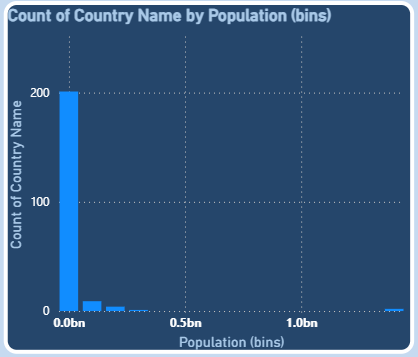 Count of Country Name by Population (bins)
Count of Country Name
200
100
0
0.0bn 0.5bn 1.0bn
Population (bins)